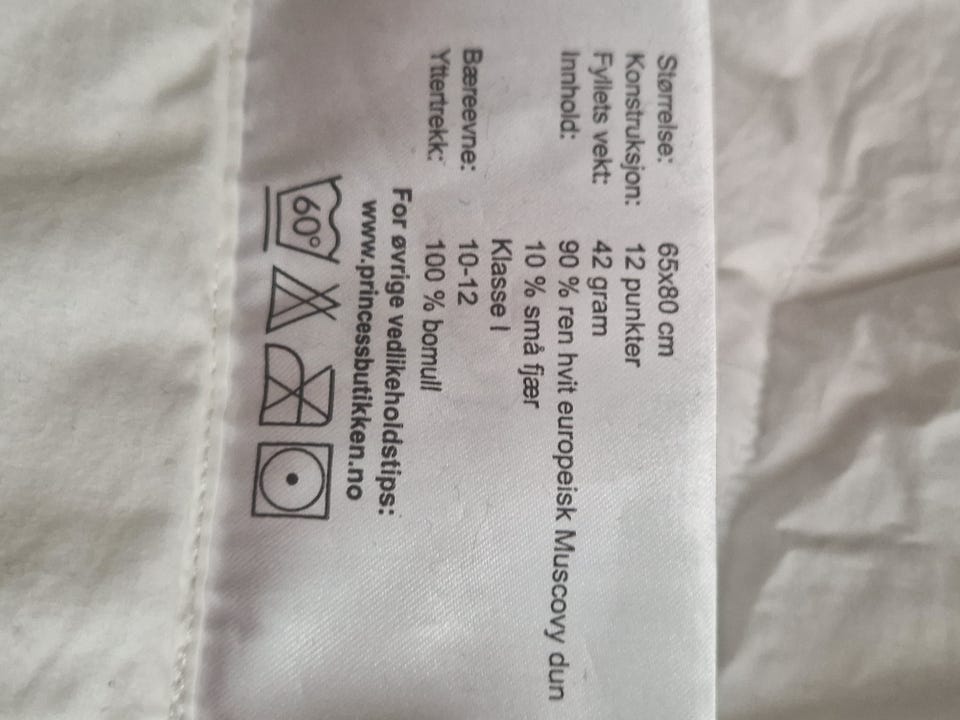 Størrelse: 65x80 cm
Konstruksjon: 12 punkter
Fyllets vekt: 42 gram
Innhold: 90 % ren hvit europeisk Muscovy dun
10 % små fjær
Klasse I
Bæreevne: 10-12
Yttertrekk: 100 % bomull
For øvrige vedlikeholdstips:
www.princessbutikken.no
60°